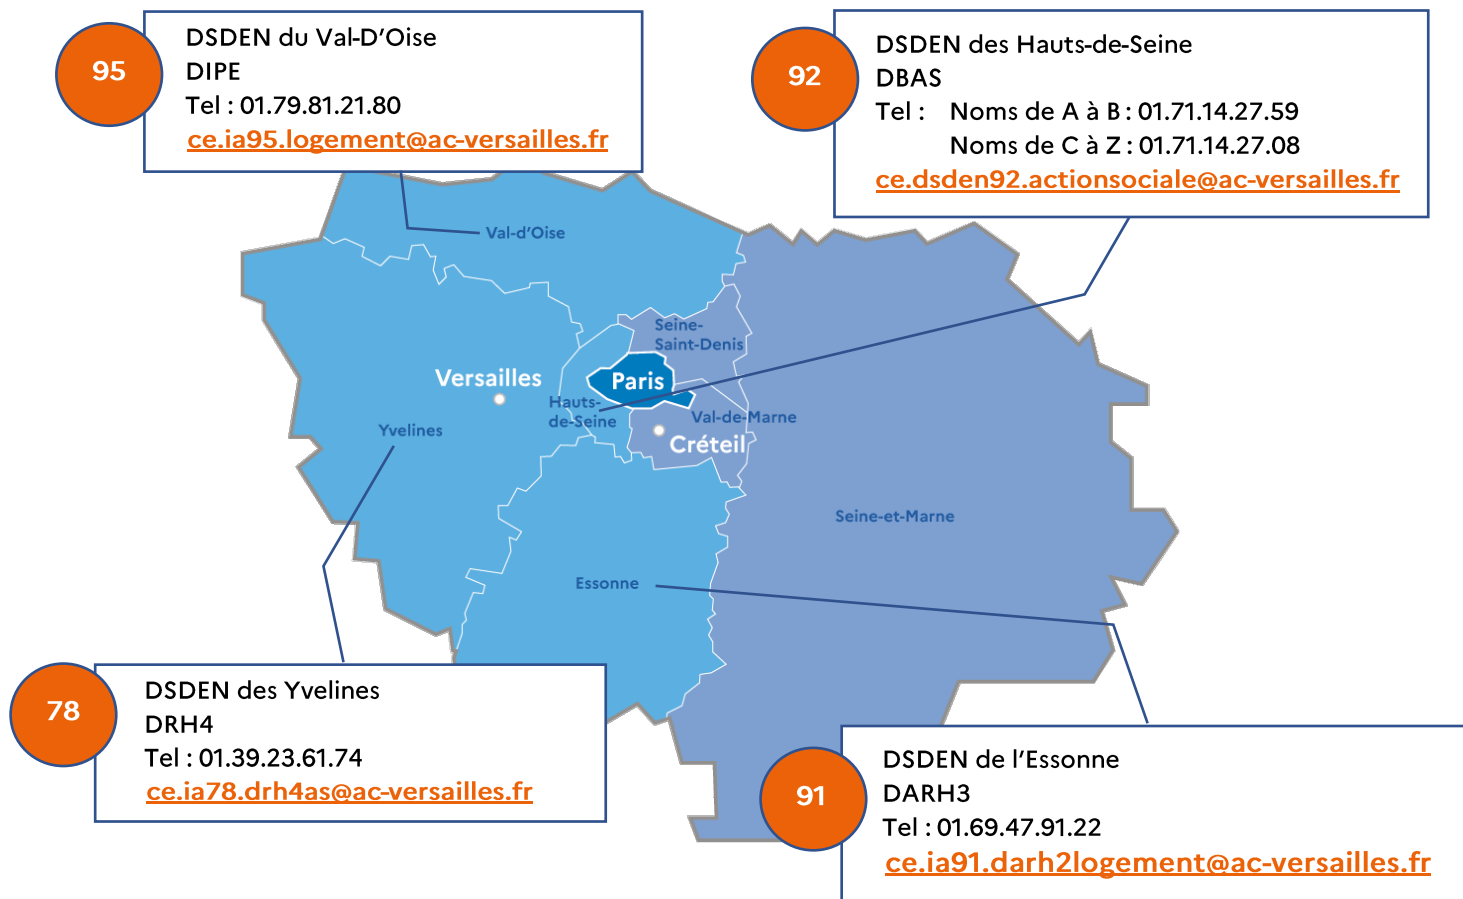 95
DSDEN du Val-D’Oise
DIPE
Tel : 01.79.81.21.80
ce.ia95.logement@ac-versailles.fr
92
DSDEN des Hauts-de-Seine
DBAS
Tel : Noms de A à B : 01.71.14.27.59
Noms de C à Z : 01.71.14.27.08
ce.dsden92.actionsociale@ac-versailles.fr
Val-d’Oise
Seine-
Saint-Denis
Versailles
Paris
Hauts-
de-Seine
Val-de-Marne
Yvelines
Créteil
Seine-et-Marne
Essonne
78
DSDEN des Yvelines
DRH4
Tel : 01.39.23.61.74
ce.ia78.drh4as@ac-versailles.fr
91
DSDEN de l’Essonne
DARH3
Tel : 01.69.47.91.22
ce.ia91.darh2logement@ac-versailles.fr